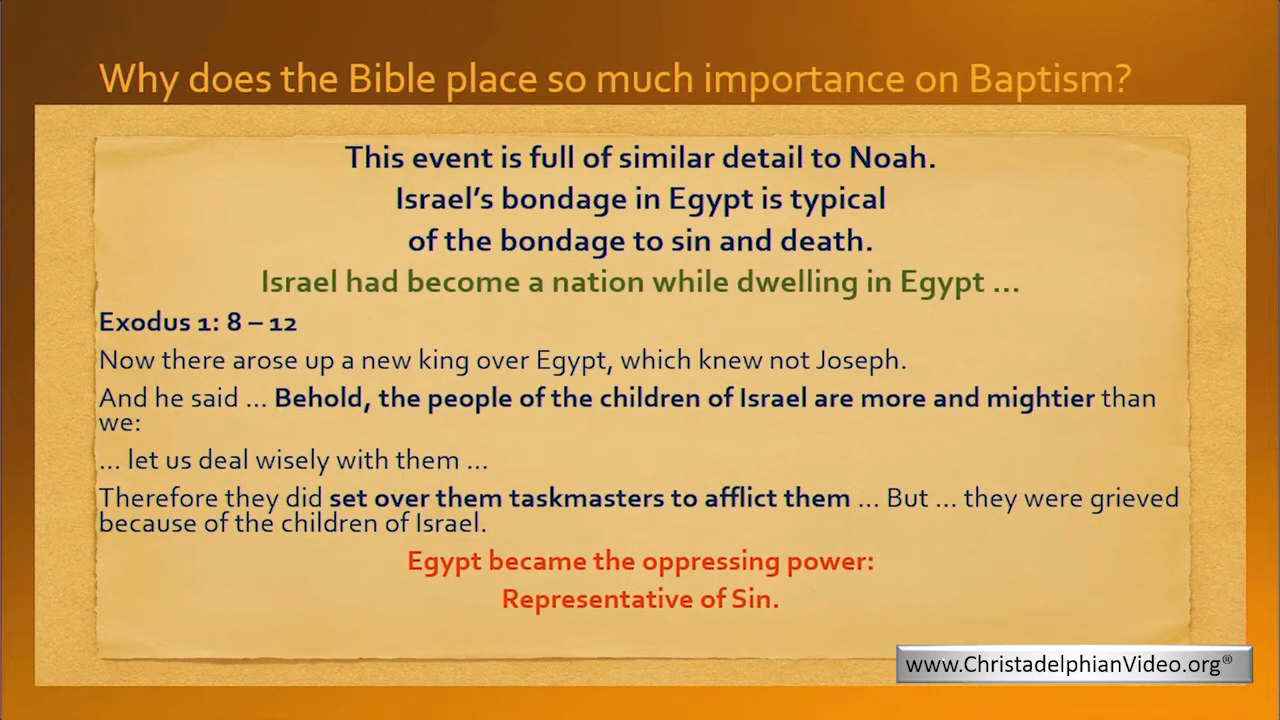 Why does the Bible place so much importance on Baptism?
This event is full of similar detail to Noah.
Israel's bondage in Egypt is typical
of the bondage to sin and death.
Israel had become a nation while dwelling in Egypt ...
Exodus 1: 8 – 12
Now there arose up a new king over Egypt, which knew not Joseph.
And he said ... Behold, the people of the children of Israel are more and mightier than
we:
... let us deal wisely with them ...
Therefore they did set over them taskmasters to afflict them ... But ... they were grieved
because of the children of Israel.
Egypt became the oppressing power:
Representative of Sin.
www.ChristadelphianVideo.org®